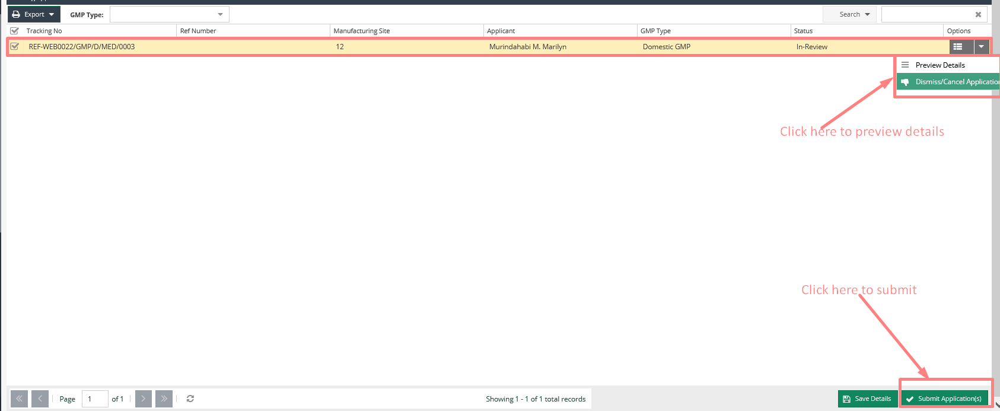 Export GMP Type: Search
Tracking No Ref Number Manufacturing Site Applicant GMP Type Status Options
REF-WEB0022/GMP/D/MED/0003 12 Murindahabi M. Marilyn Domestic GMP In-Review
Preview Details
Dismiss/Cancel Application
Click here to preview details
Click here to submit
Page 1 of 1 Showing 1 - 1 of 1 total records Save Details Submit Application(s)